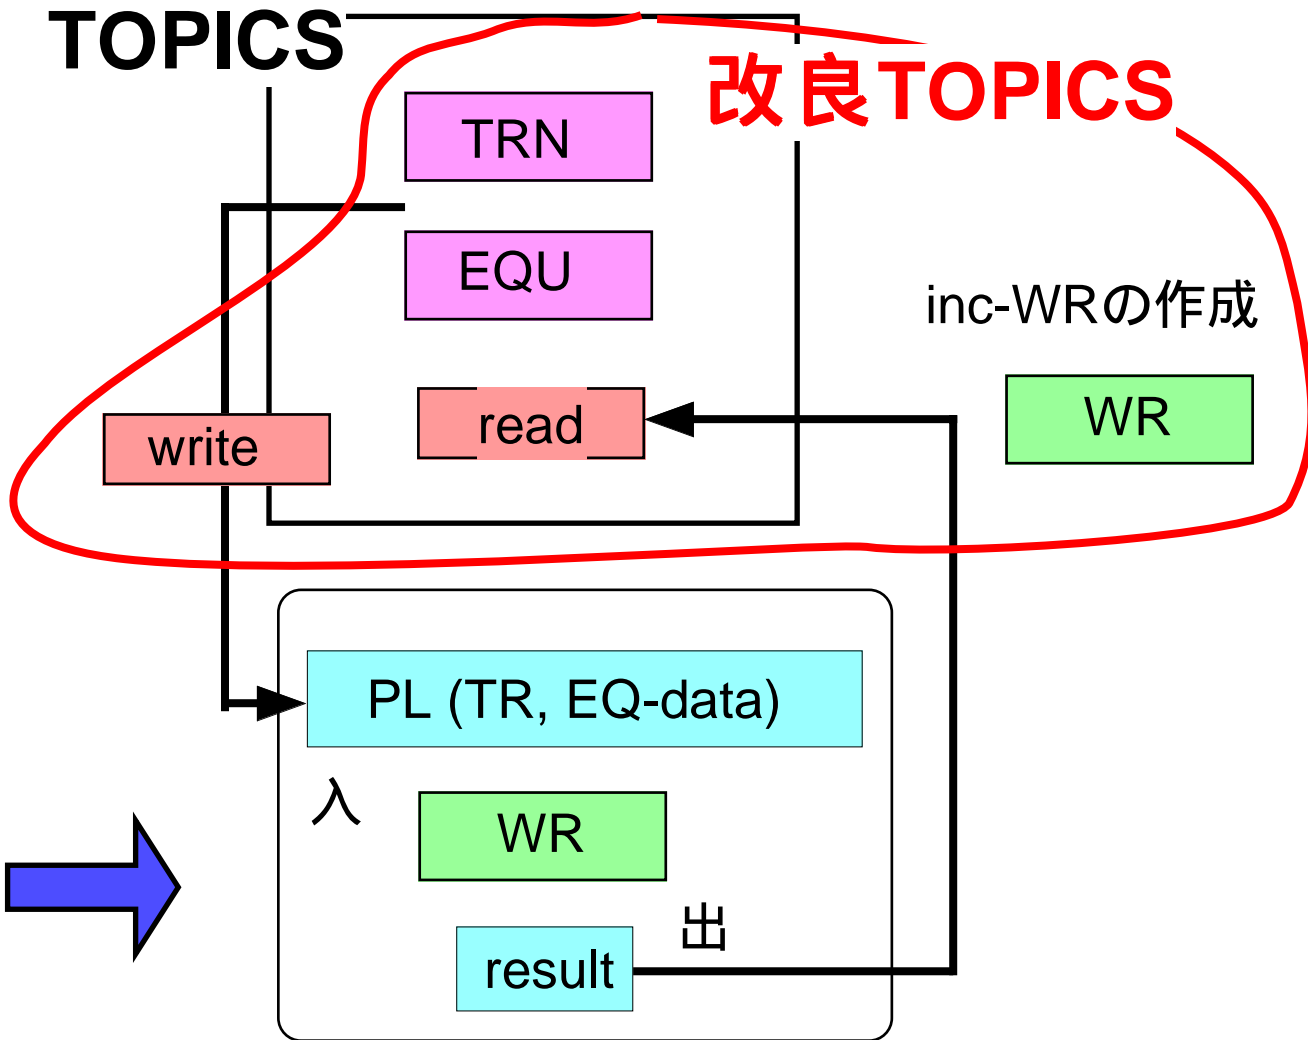 TOPICS
改良TOPICS
TRN
EQU
inc-WRの作成
WR
read
write
PL (TR, EQ-data)
入
WR
出
result